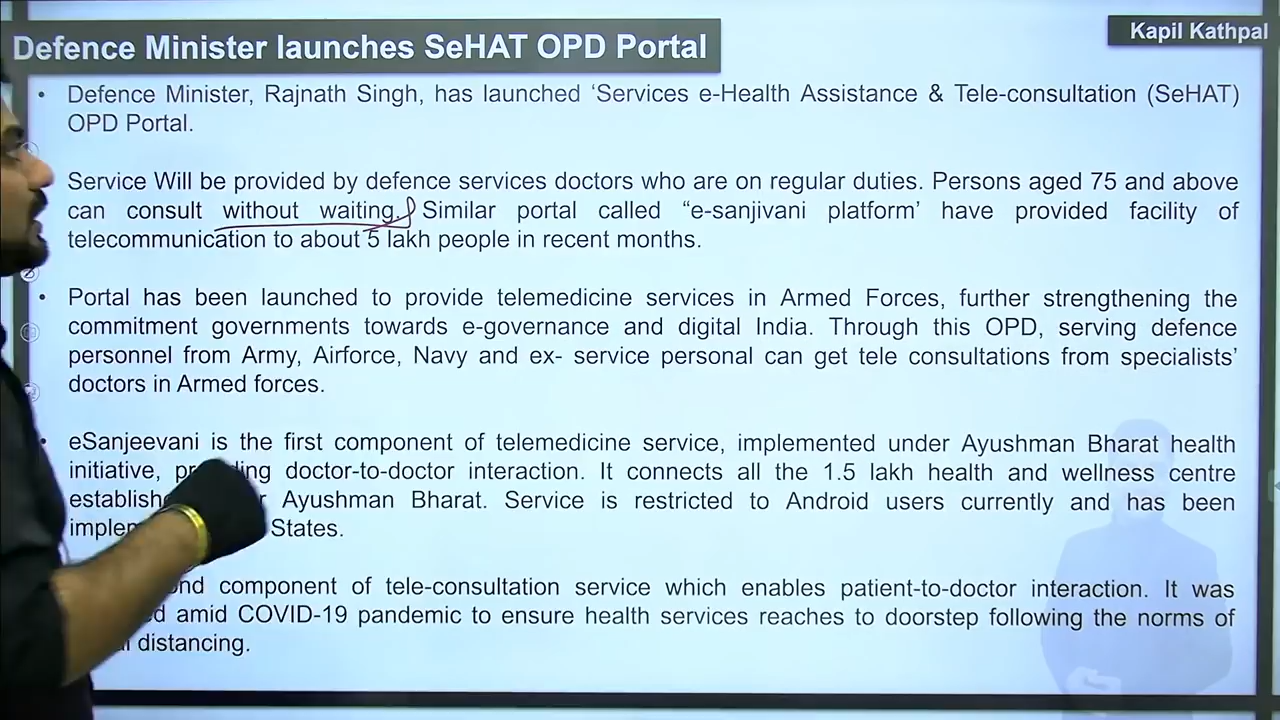 Defence Minister launches SeHAT OPD Portal
Kapil Kathpal
• Defence Minister, Rajnath Singh, has launched ‘Services e-Health Assistance & Tele-consultation (SeHAT)
OPD Portal.
Service Will be provided by defence services doctors who are on regular duties. Persons aged 75 and above
can consult without waiting. Similar portal called “e-sanjivani platform’ have provided facility of
telecommunication to about 5 lakh people in recent months.
• Portal has been launched to provide telemedicine services in Armed Forces, further strengthening the
commitment governments towards e-governance and digital India. Through this OPD, serving defence
personnel from Army, Airforce, Navy and ex- service personal can get tele consultations from specialists’
doctors in Armed forces.
• eSanjeevani is the first component of telemedicine service, implemented under Ayushman Bharat health
initiative, doctor-to-doctor interaction. It connects all the 1.5 lakh health and wellness centre
Ayushman Bharat. Service is restricted to Android users currently and has been
States.
component of tele-consultation service which enables patient-to-doctor interaction. It was
amid COVID-19 pandemic to ensure health services reaches to doorstep following the norms of
distancing.